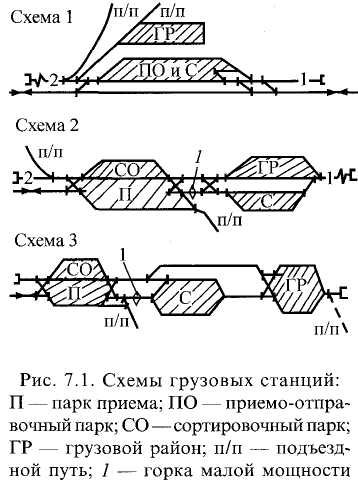 Схема 1
п/п
п/п
ГР
ПО и С
2
1
Схема 2
п/п
СО
П
1
ГР
С
2
1
п/п
Схема 3
СО
П
1
С
ГР
п/п
п/п
Рис. 7.1. Схемы грузовых станций:
П — парк приема; ПО — приемо-отпра-
вочный парк; СО — сортировочный парк;
ГР — грузовой район; п/п — подъезд-
ной путь; 1 — горка малой мощности